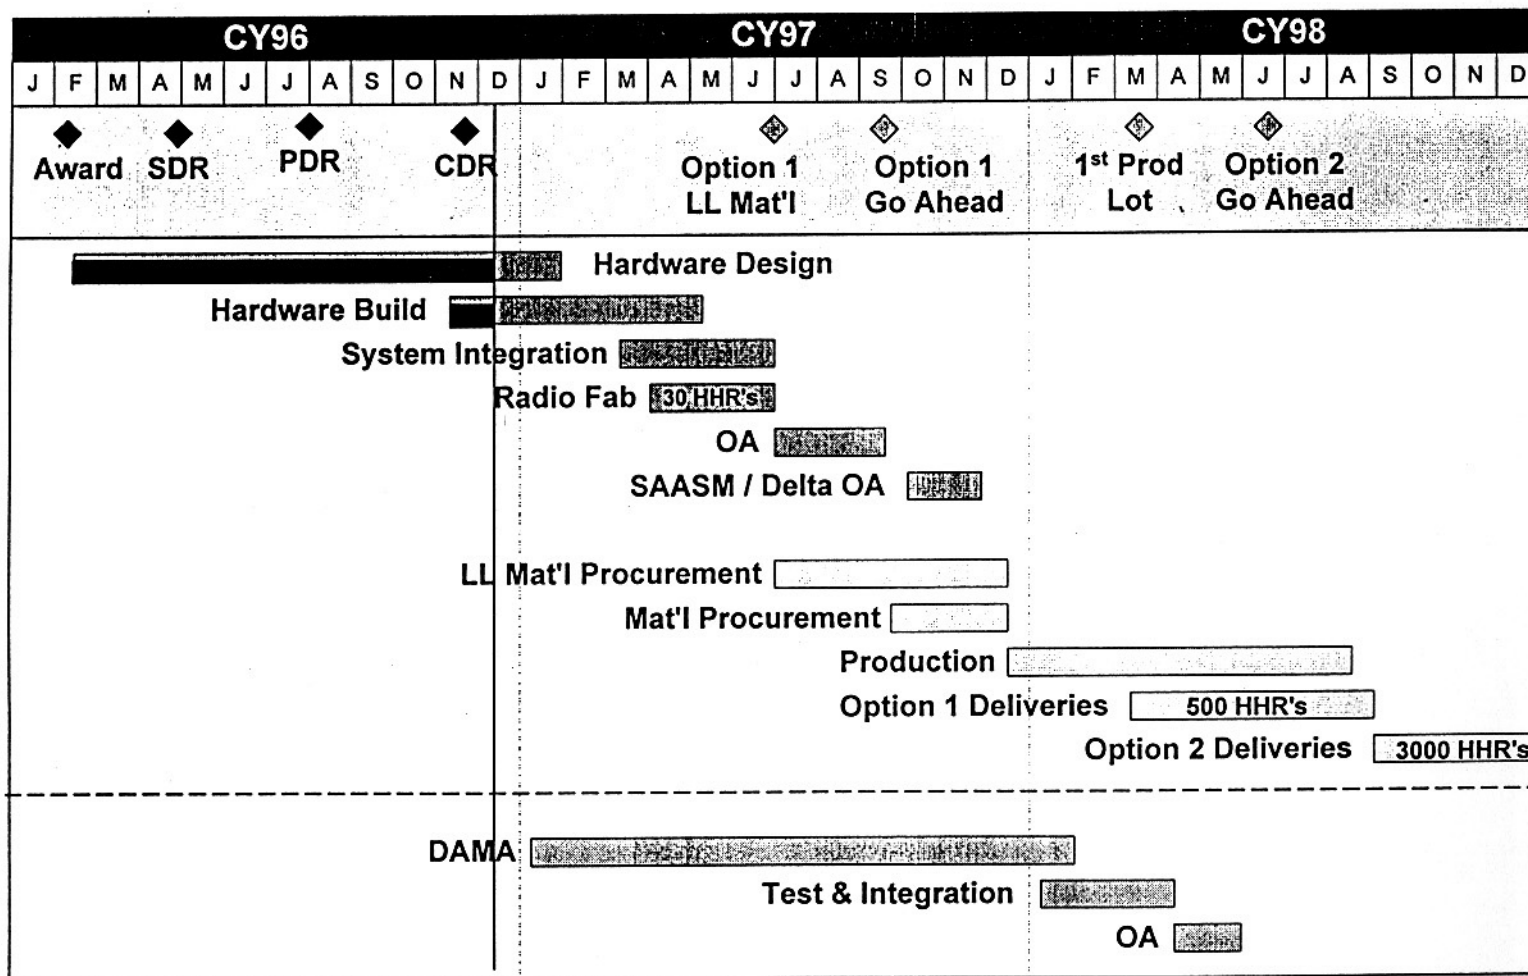 CY96 CY97 CY98
J F M A M J J A S O N D J F M A M J J A S O N D J F M A M J J A S O N D
Award SDR PDR CDR Option 1 Option 1 1st Prod Option 2
LL Mat'l Go Ahead Lot Go Ahead
Hardware Design
Hardware Build
System Integration
Radio Fab 30 HHR's
OA
SAASM / Delta OA
LL Mat'l Procurement
Mat'l Procurement
Production
Option 1 Deliveries 500 HHR's
Option 2 Deliveries 3000 HHR's
DAMA
Test & Integration
OA